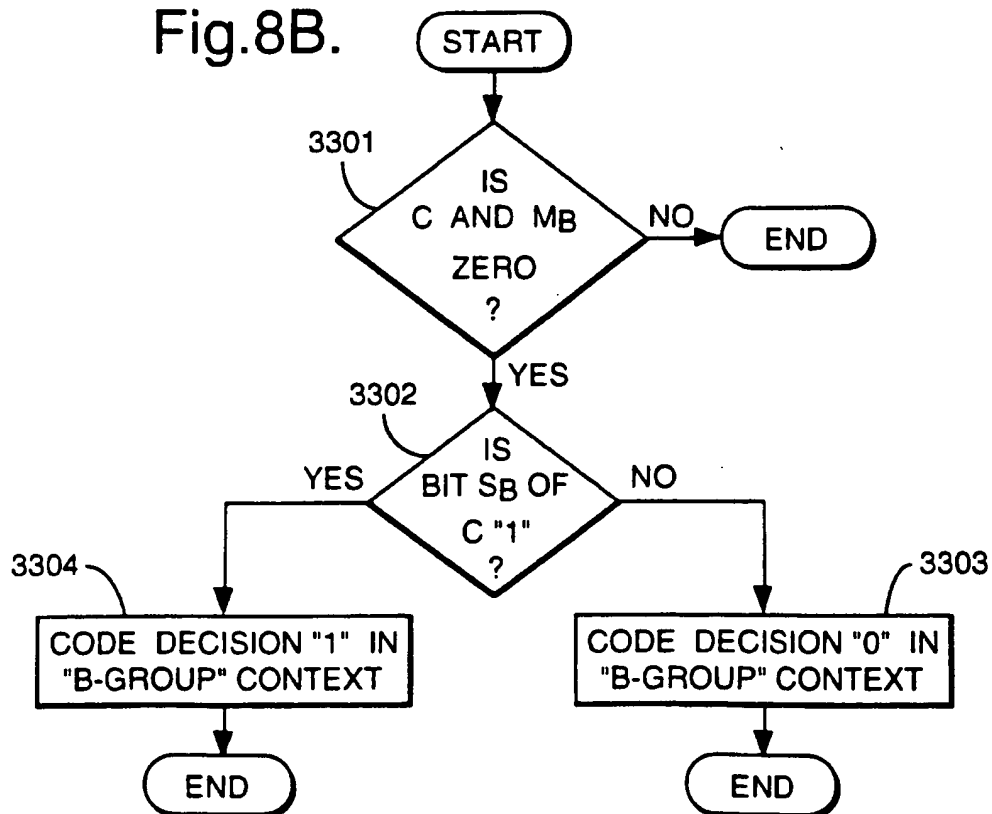 Fig.8B.
START
3301
IS
C AND MB
ZERO
?
NO
END
YES
3302
IS
BIT SB OF
C "1"
?
YES
NO
3304
3303
CODE DECISION "1" IN
"B-GROUP" CONTEXT
CODE DECISION "0" IN
"B-GROUP" CONTEXT
END
END